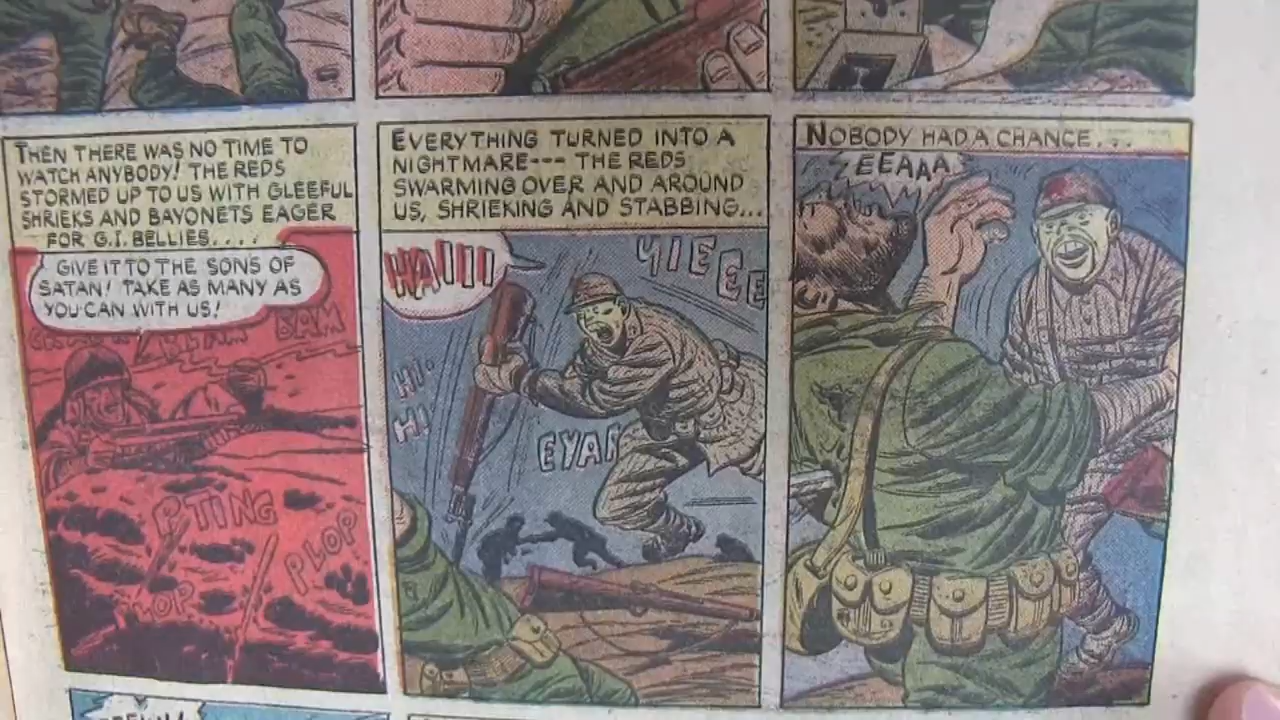 THEN THERE WAS NO TIME TO
WATCH ANYBODY! THE REDS
STORMED UP TO US WITH GLEEFUL
SHRIEKS AND BAYONETS EAGER
FOR G.I. BELLIES....
GIVE IT TO THE SONS OF
SATAN! TAKE AS MANY AS
YOU CAN WITH US!
BAM
P-TING
PLOP
PLOP
EVERYTHING TURNED INTO A
NIGHTMARE--- THE REDS
SWARMING OVER AND AROUND
US, SHRIEKING AND STABBING...
HAIII
YIEEEE
HI-
HI-
EYAH
NOBODY HAD A CHANCE...
ZEEAAA